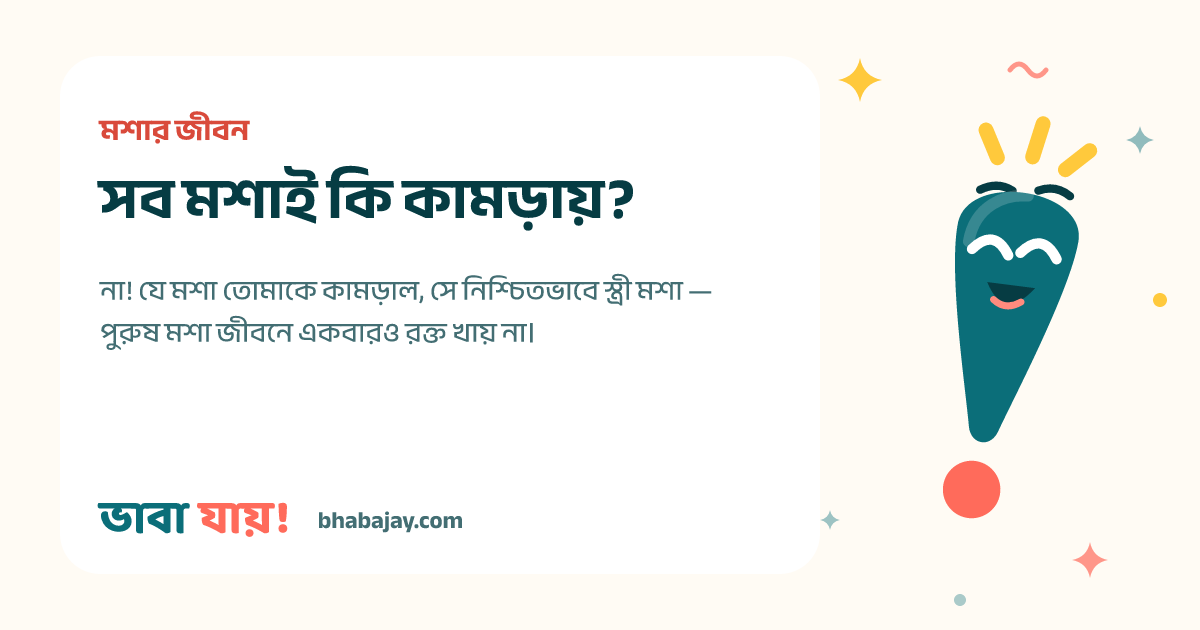 মশার জীবন
সব মশাই কি কামড়ায়?
না! যে মশা তোমাকে কামড়াল, সে নিশ্চিতভাবে স্ত্রী মশা —
পুরুষ মশা জীবনে একবারও রক্ত খায় না।
ভাবা যায়! bhabajay.com